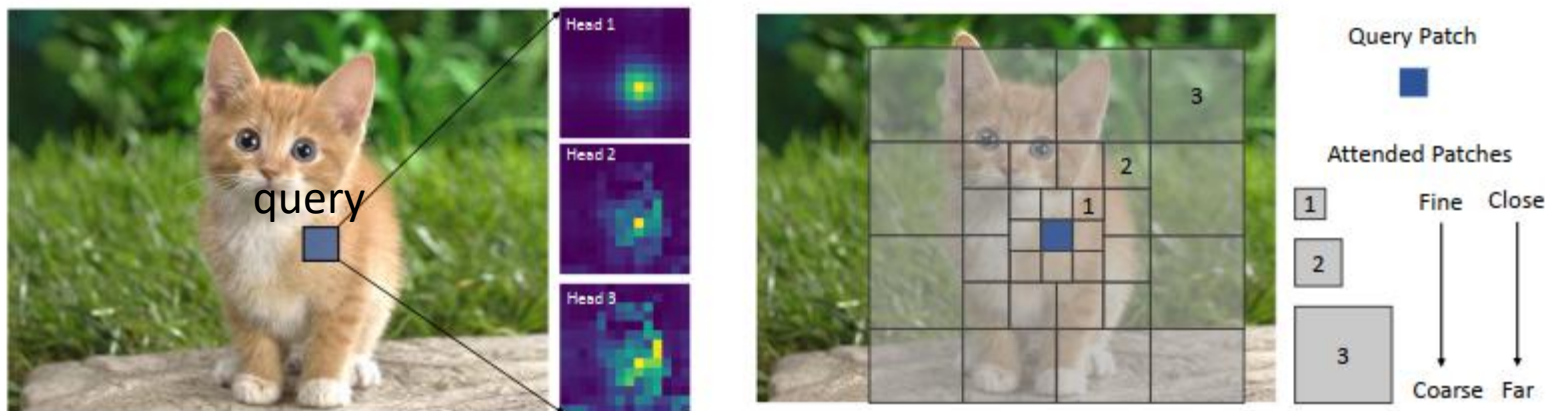 Head 1
Head 2
Head 3
query
3
2
1
Query Patch
Attended Patches
1
2
3
Fine
Close
Coarse
Far